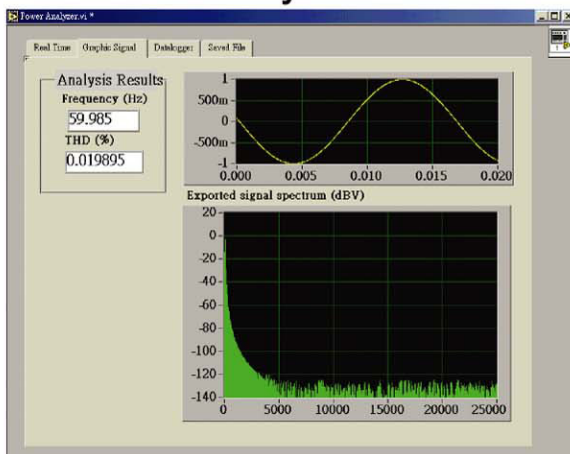 Power Analyzer.vi *
Real Time
Graphic Signal
Datalogger
Saved File
Analysis Results
Frequency (Hz)
59.985
THD (%)
0.019895
1
500m
0
-500m
-1
0.000 0.005 0.010 0.015 0.020
Exported signal spectrum (dBV)
20
0
-20
-40
-60
-80
-100
-120
-140
0 5000 10000 15000 20000 25000